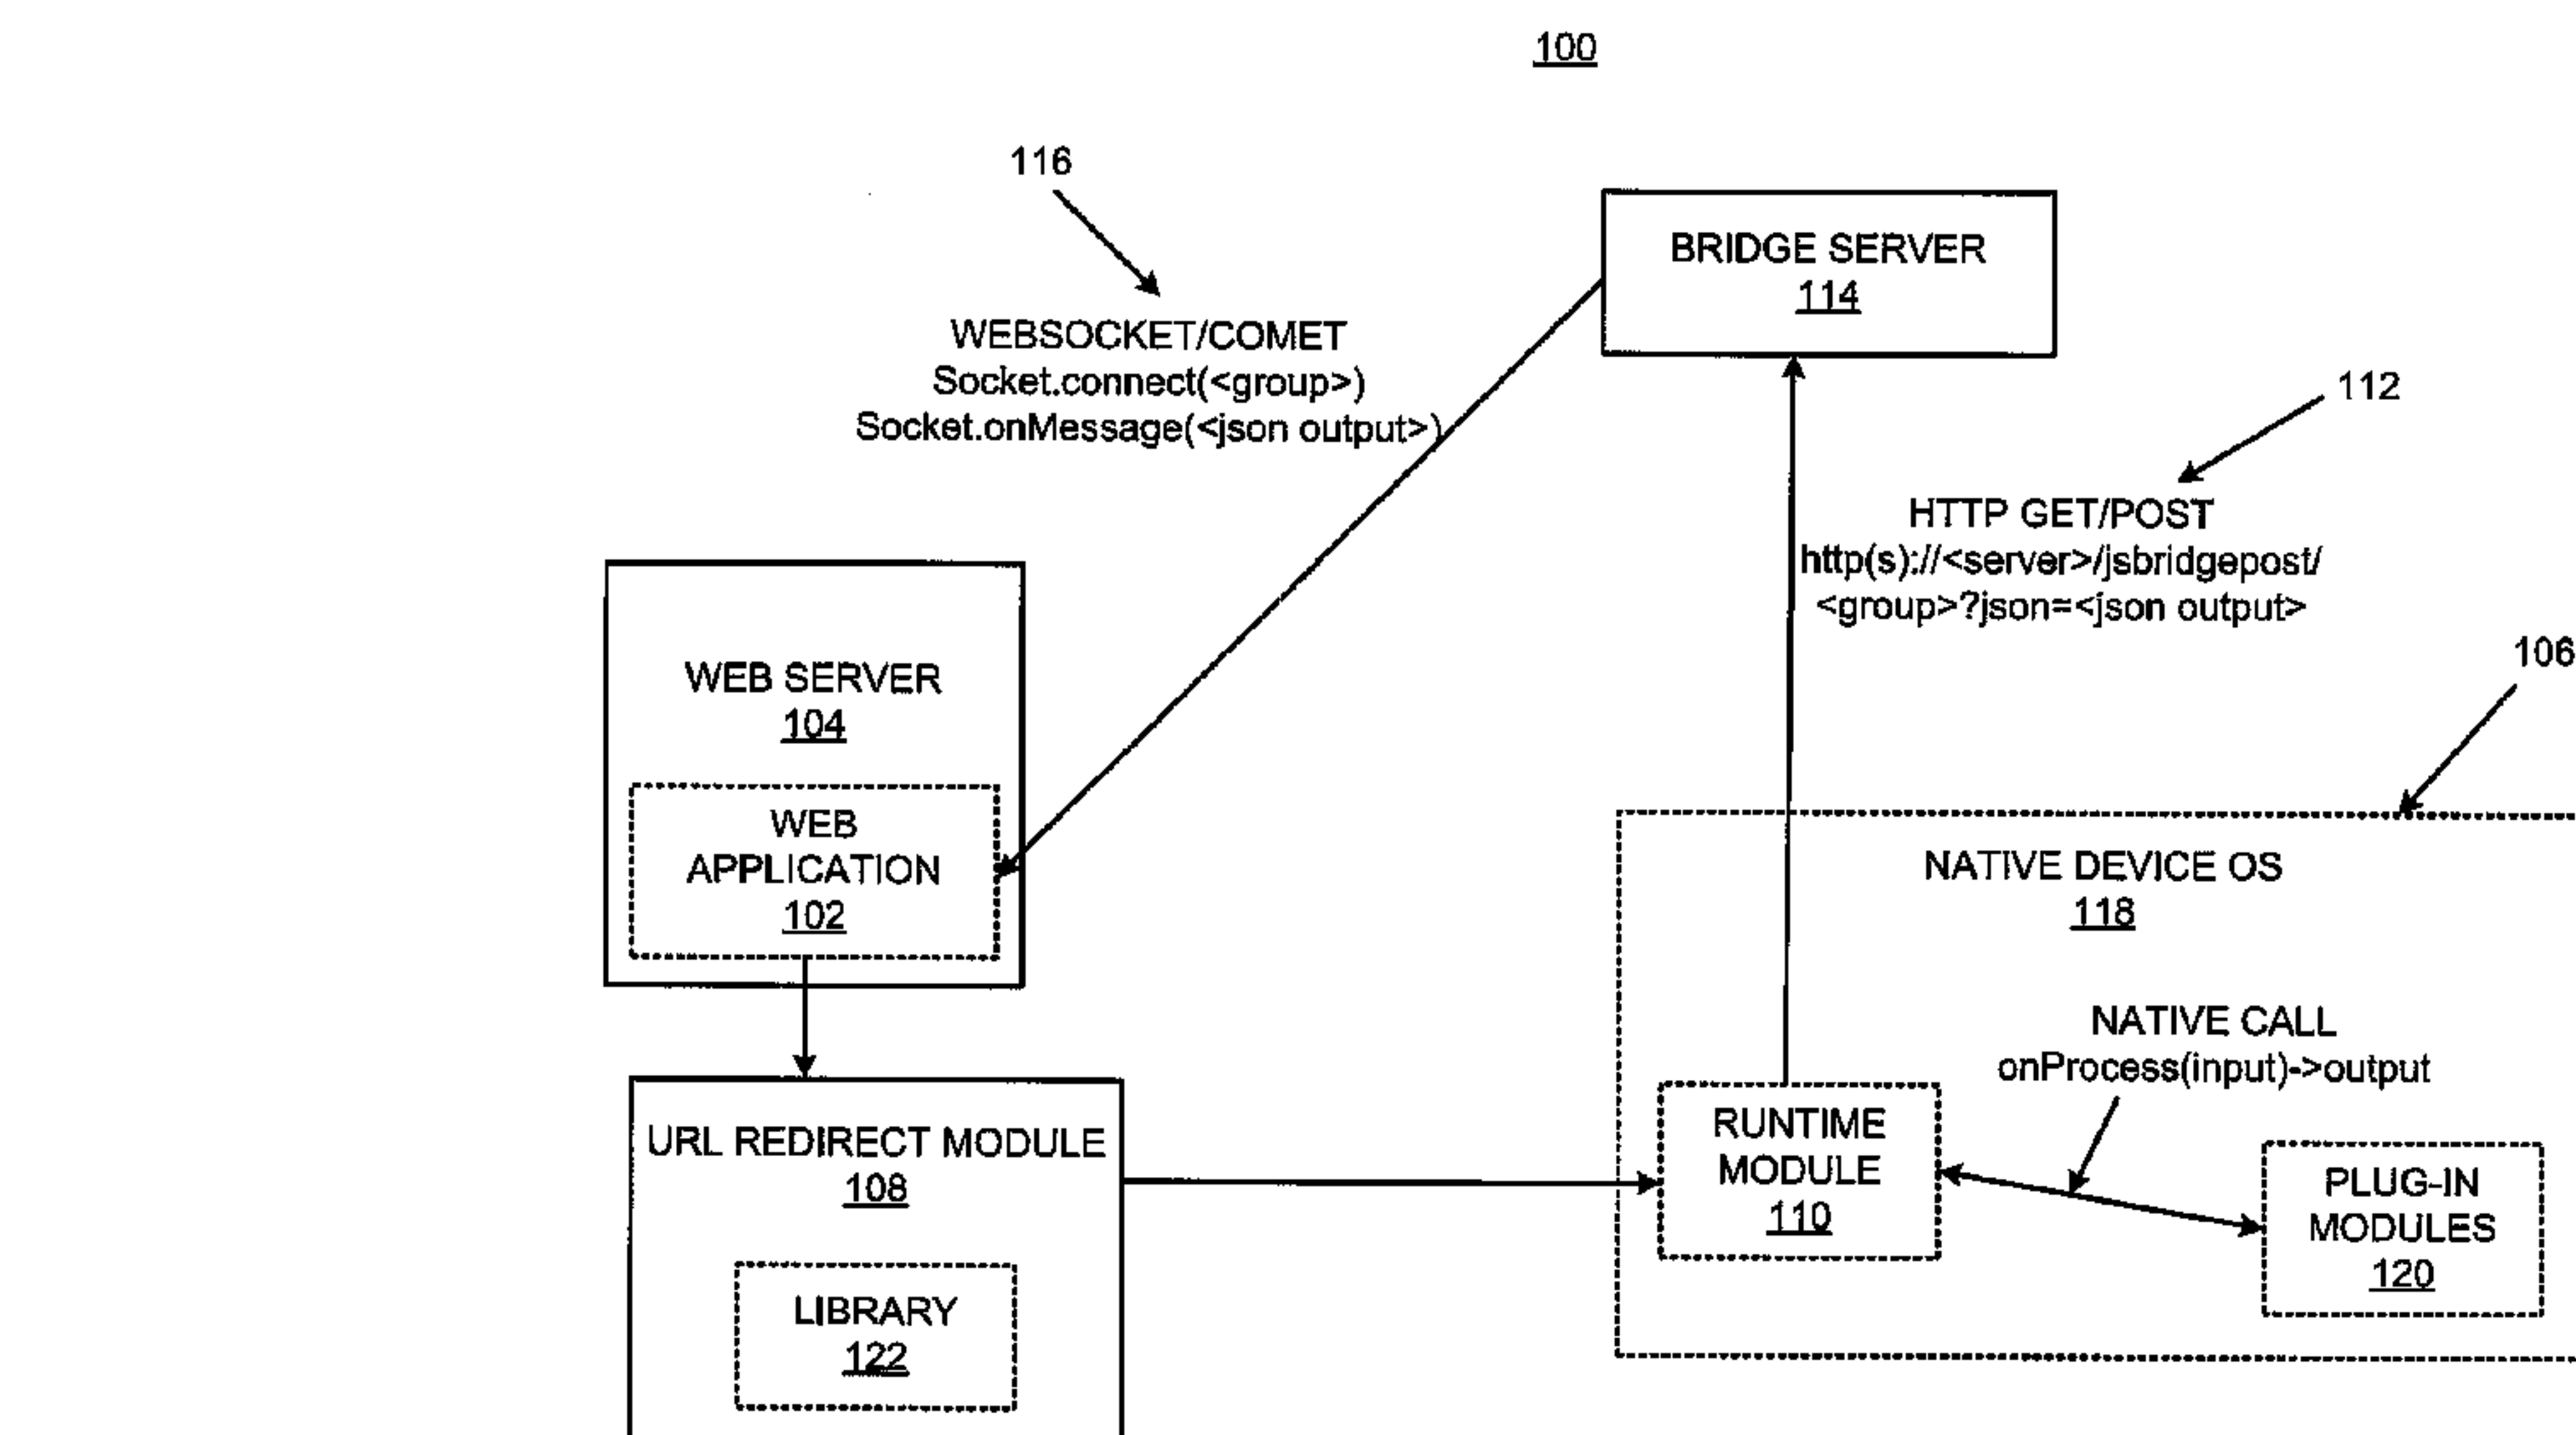 100
116
BRIDGE SERVER
114
WEBSOCKET/COMET
Socket.connect(<group>)
Socket.onMessage(<json output>)
112
HTTP GET/POST
http(s)://<server>/jsbridgepost/
<group>?json=<json output>
106
WEB SERVER
104
WEB
APPLICATION
102
NATIVE DEVICE OS
118
NATIVE CALL
onProcess(input)->output
URL REDIRECT MODULE
108
RUNTIME
MODULE
110
PLUG-IN
MODULES
120
LIBRARY
122